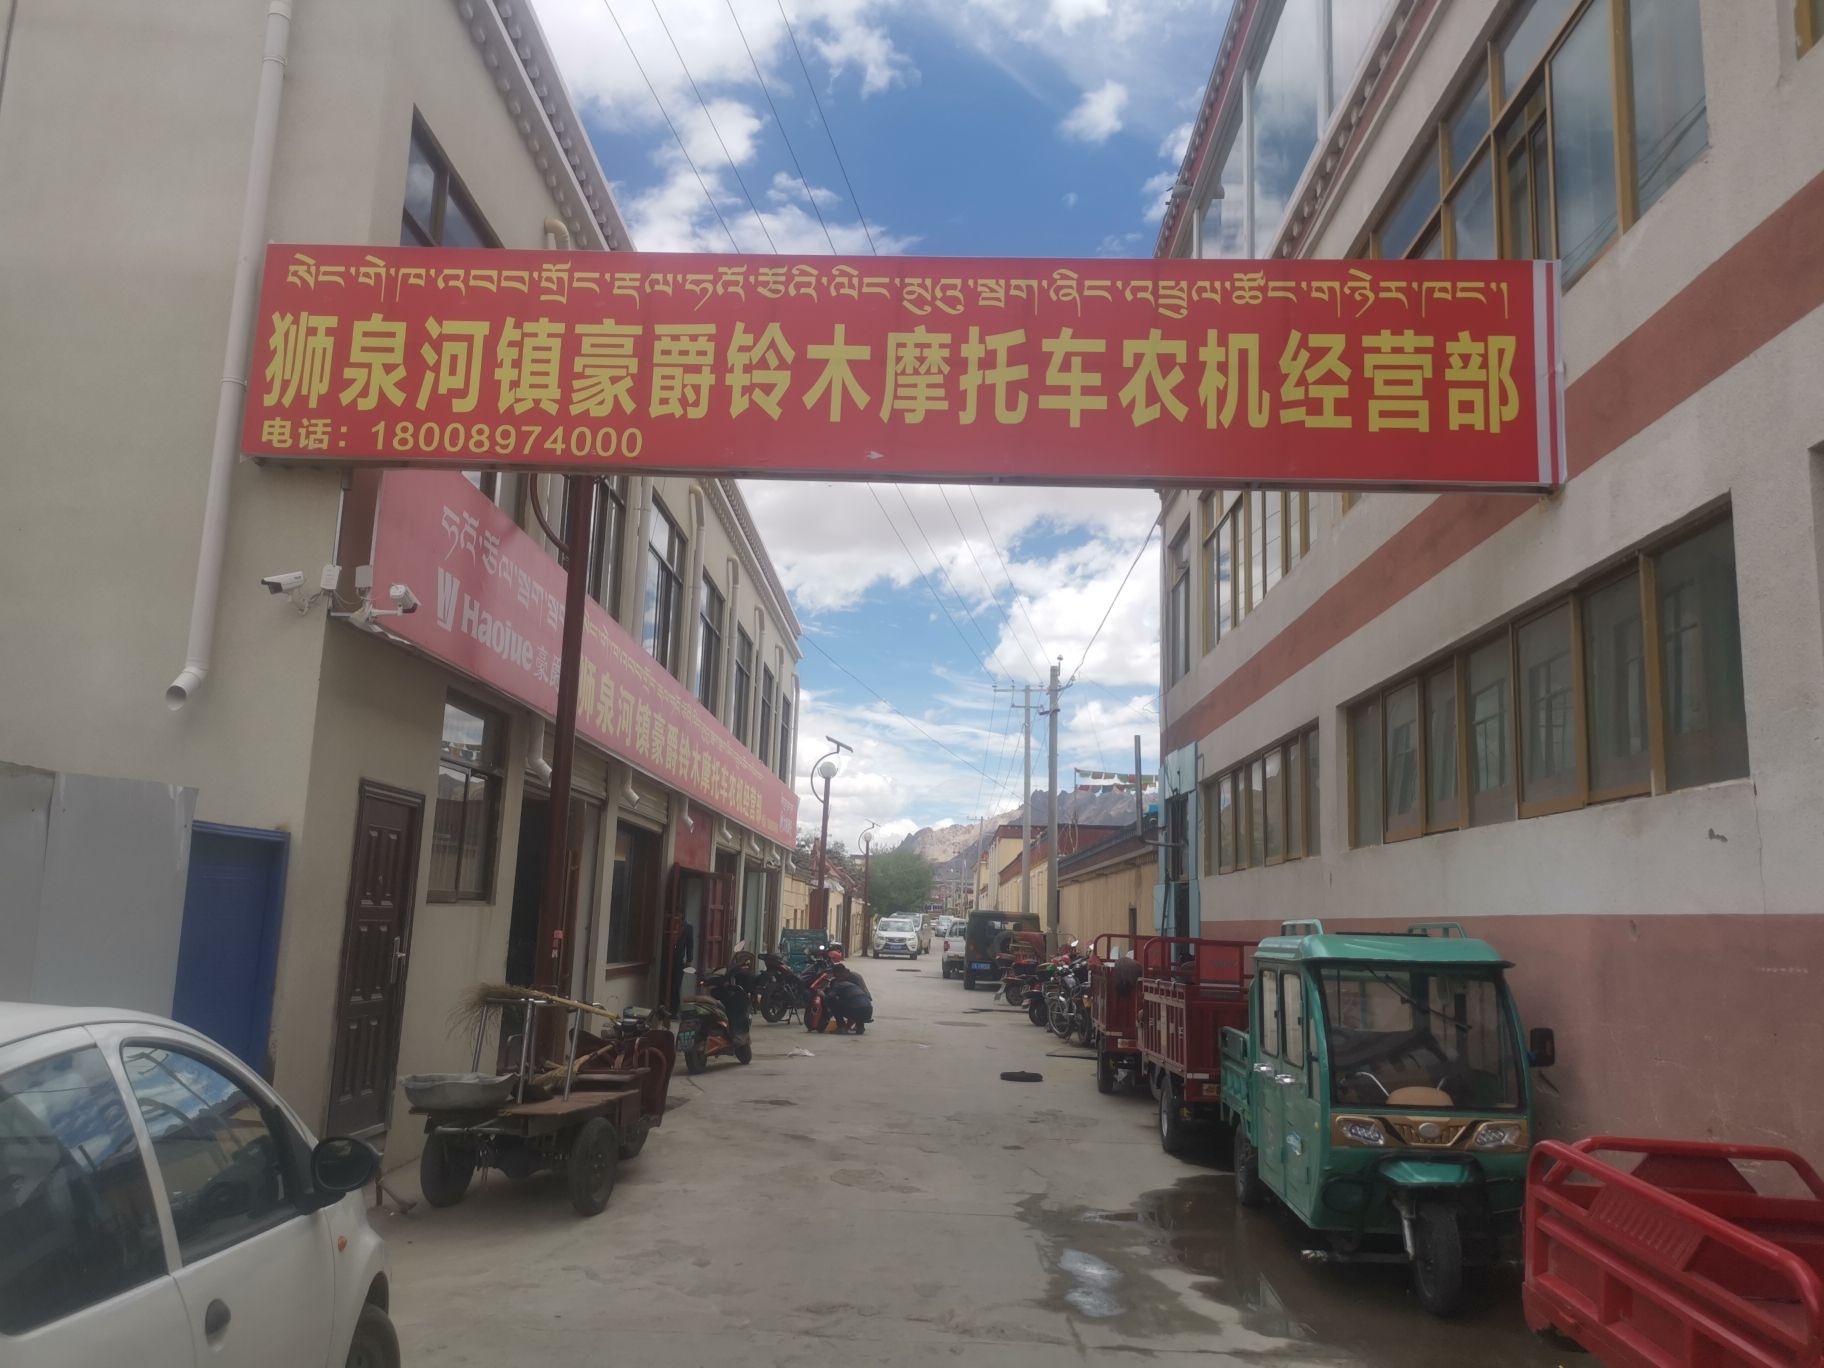 སེང་གེ་ཁ་འབབ་གྲོང་རྡལ་ཧའོ་ཅོའི་ལིང་མུའུ་སྦག་ཞིང་འཕྲུལ་ཚོང་གཉེར་ཁང་།
狮泉河镇豪爵铃木摩托车农机经营部
电话：18008974000
Haojue 豪爵
狮泉河镇豪爵铃木摩托车农机经营部